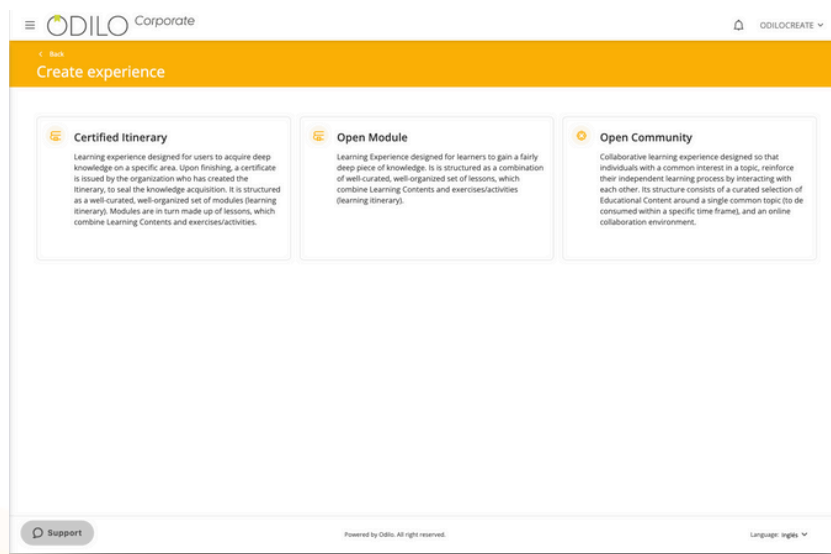 ODILO Corporate
ODILOCREATE
Back
Create experience
Certified Itinerary
Learning experience designed for users to acquire deep
knowledge on a specific area. Upon finishing, a certificate
is issued by the organization who has created the
Itinerary, to seal the knowledge acquisition. It is structured
as a well-curated, well-organized set of modules (learning
itinerary). Modules are in turn made up of lessons, which
combine Learning Contents and exercises/activities.
Open Module
Learning Experience designed for learners to gain a fairly
deep piece of knowledge. Is is structured as a combination
of well-curated, well-organized set of lessons, which
combine Learning Contents and exercises/activities
(learning itinerary).
Open Community
Collaborative learning experience designed so that
individuals with a common interest in a topic, reinforce
their independent learning process by interacting with
each other. Its structure consists of a curated selection of
Educational Content around a single common topic (to de
consumed within a specific time frame), and an online
collaboration environment.
Support
Powered by Odilo. All right reserved.
Language: Inglés